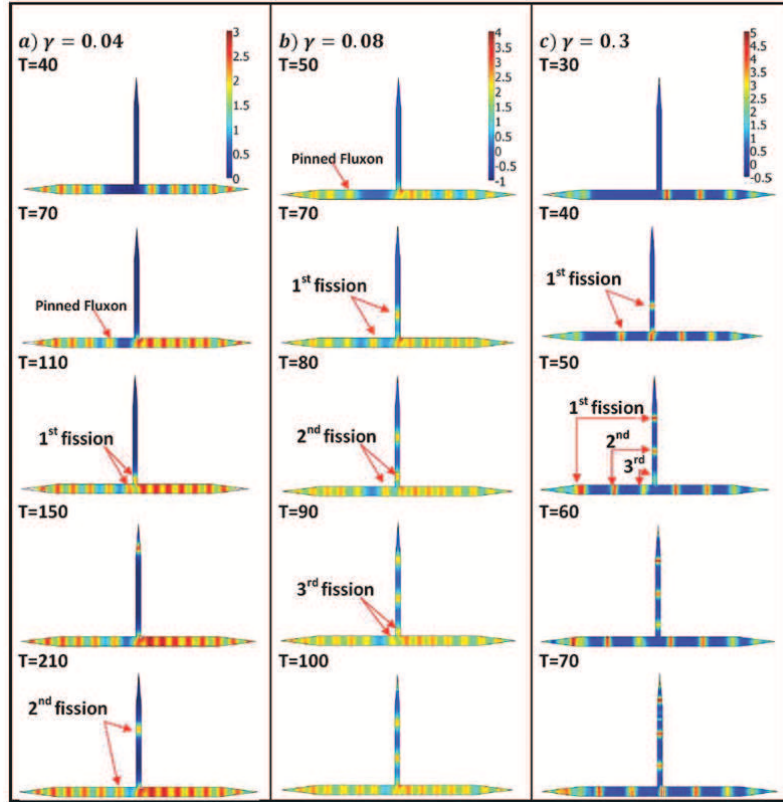 a) γ = 0.04
3
2.5
2
1.5
1
0.5
0
T=40
T=70
Pinned Fluxon
T=110
1st fission
T=150
T=210
2nd fission
b) γ = 0.08
4
3.5
3
2.5
2
1.5
1
0.5
0
-0.5
-1
T=50
Pinned Fluxon
T=70
1st fission
T=80
2nd fission
T=90
3rd fission
T=100
c) γ = 0.3
5
4.5
4
3.5
3
2.5
2
1.5
1
0.5
0
-0.5
T=30
T=40
1st fission
T=50
1st fission
2nd
3rd
T=60
T=70